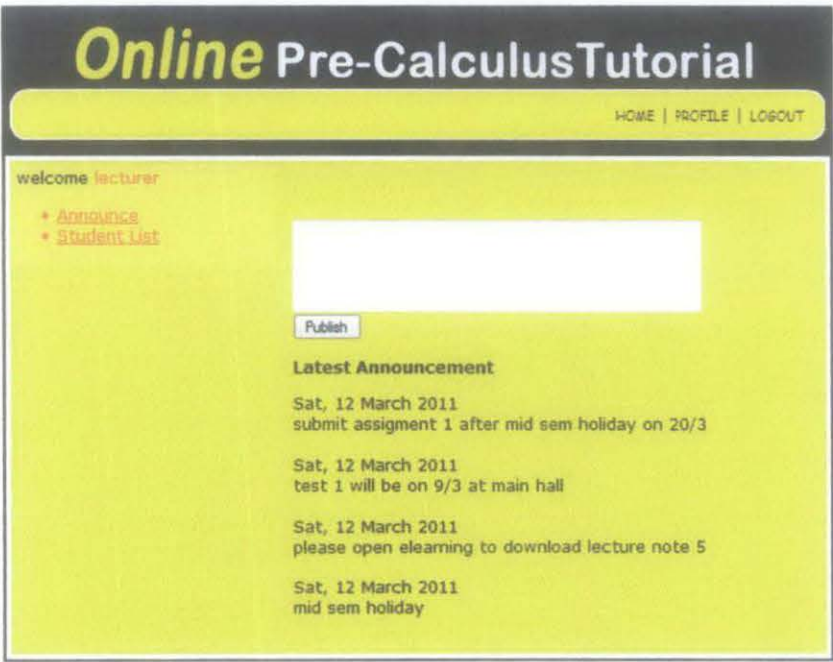 Online Pre-Calculus Tutorial
HOME | PROFILE | LOGOUT
welcome lecturer
Announce
Student List
Publish
Latest Announcement
Sat, 12 March 2011
submit assigment 1 after mid sem holiday on 20/3
Sat, 12 March 2011
test 1 will be on 9/3 at main hall
Sat, 12 March 2011
please open elearning to download lecture note 5
Sat, 12 March 2011
mid sem holiday